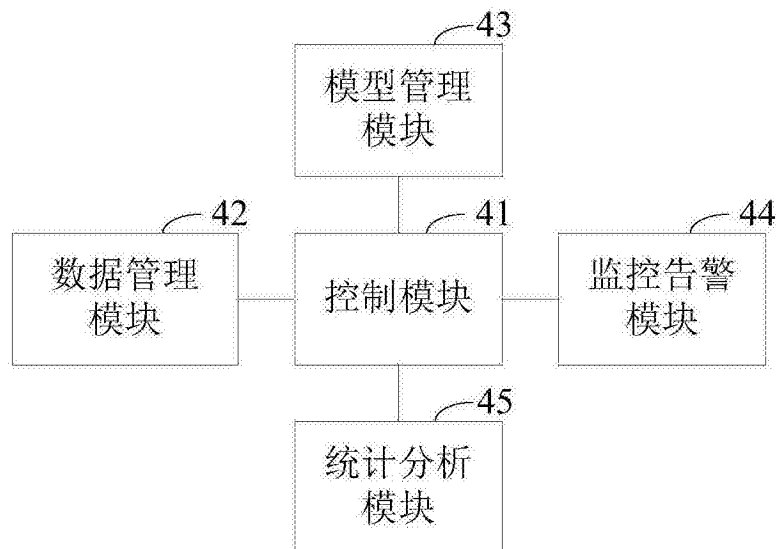 43
模型管理
模块
42
数据管理
模块
41
控制模块
44
监控告警
模块
45
统计分析
模块